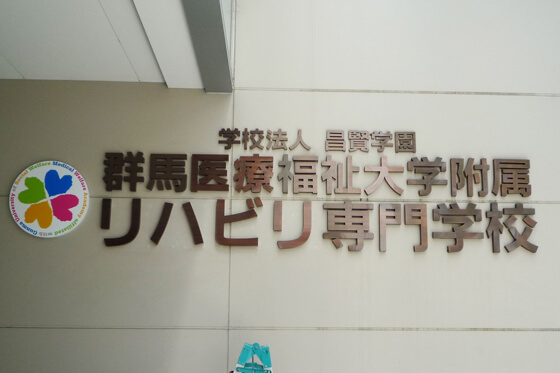 学校法人 昌賢学園
群馬医療福祉大学附属
リハビリ専門学校